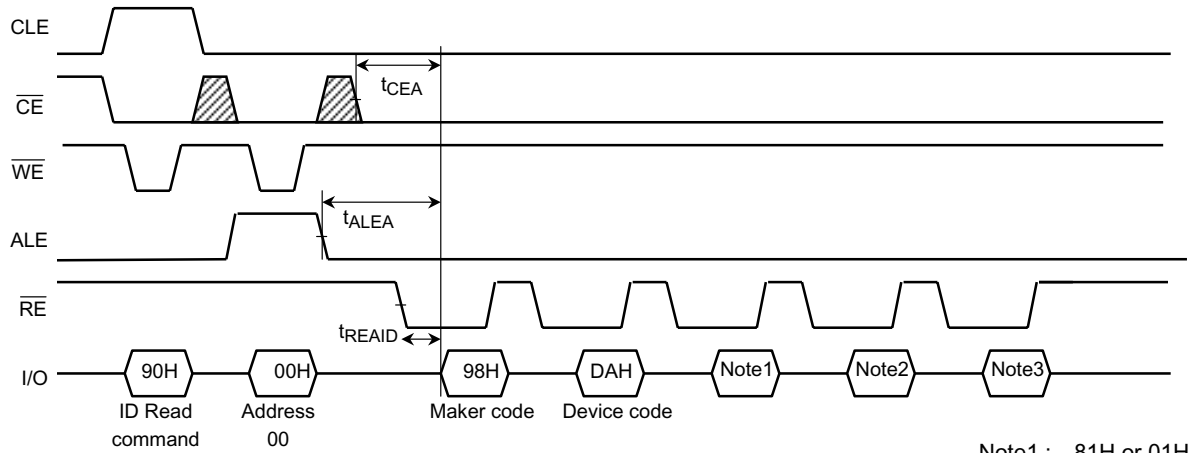 CLE
tCEA
CE
WE
tALEA
ALE
RE
tREAID
I/O 90H 00H 98H DAH Note1 Note2 Note3
ID Read command Address 00 Maker code Device code
Note1 : 81H or 01H